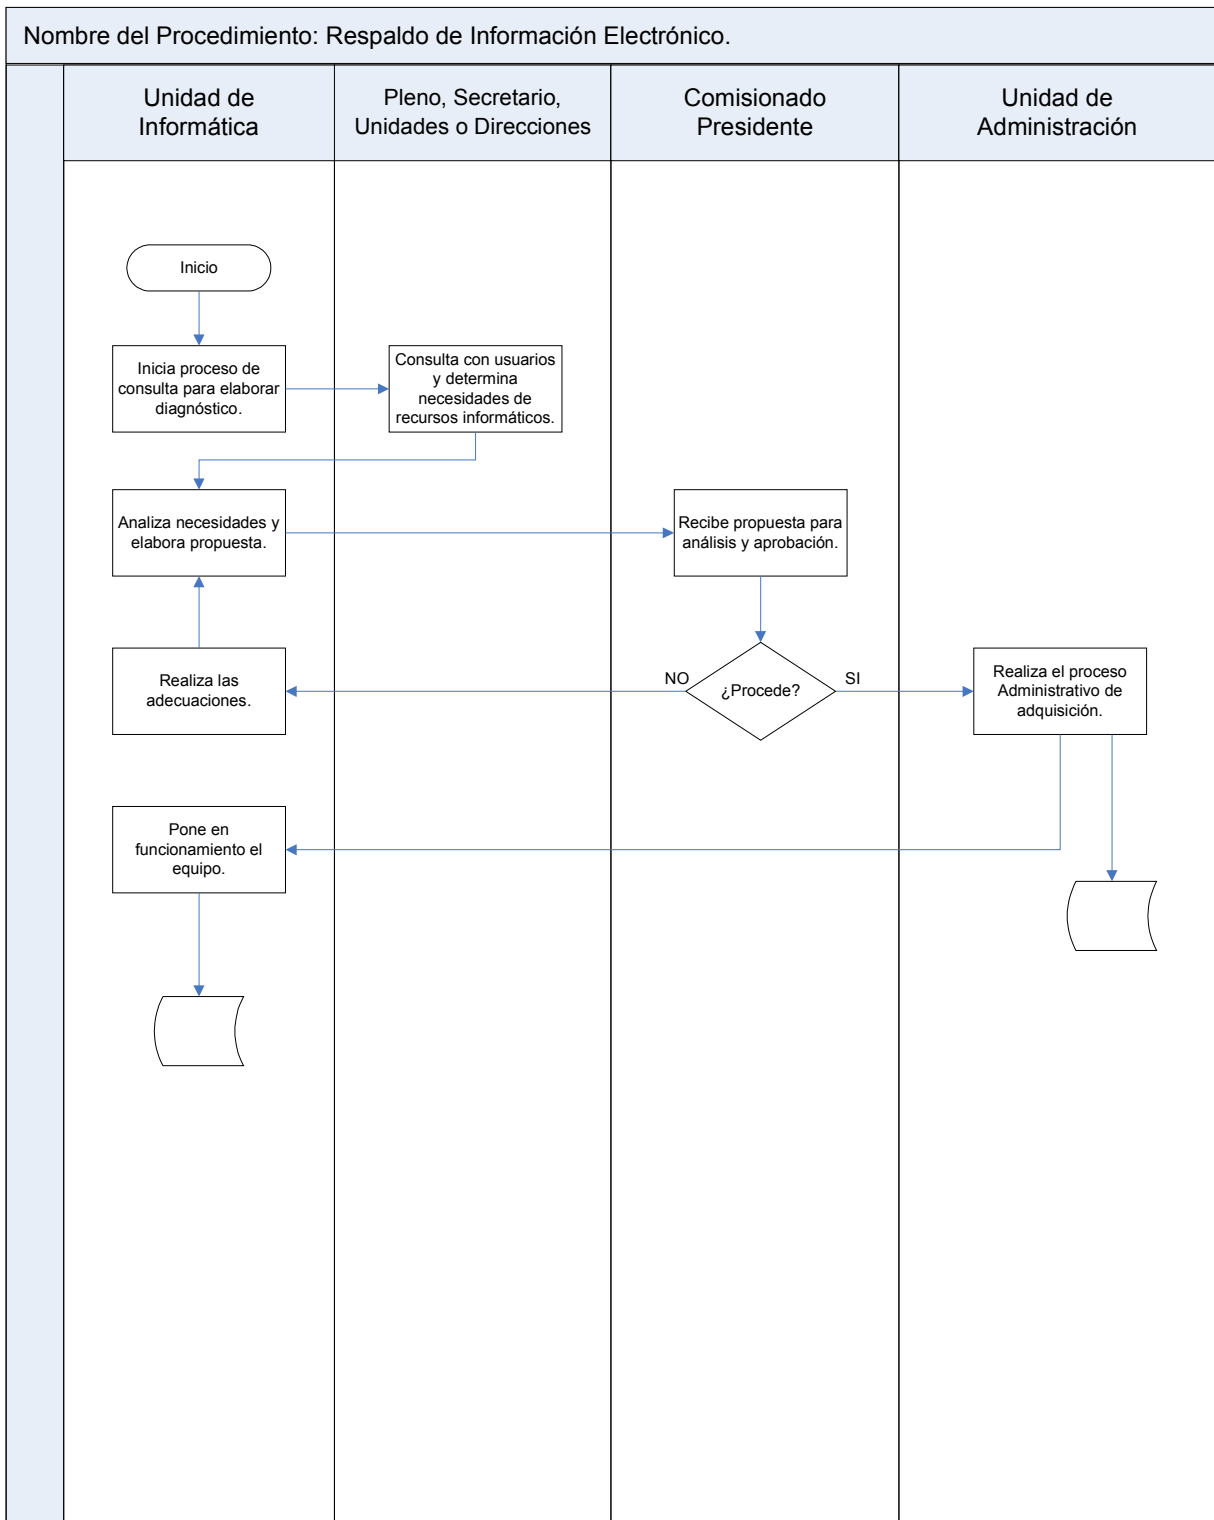 Nombre del Procedimiento: Respaldo de Información Electrónico.
Unidad de
Informática
Pleno, Secretario,
Unidades o Direcciones
Comisionado
Presidente
Unidad de
Administración
Inicio
Inicia proceso de
consulta para elaborar
diagnóstico.
Consulta con usuarios
y determina
necesidades de
recursos informáticos.
Analiza necesidades y
elabora propuesta.
Recibe propuesta para
análisis y aprobación.
Realiza las
adecuaciones.
NO
¿Procede?
SI
Realiza el proceso
Administrativo de
adquisición.
Pone en
funcionamiento el
equipo.